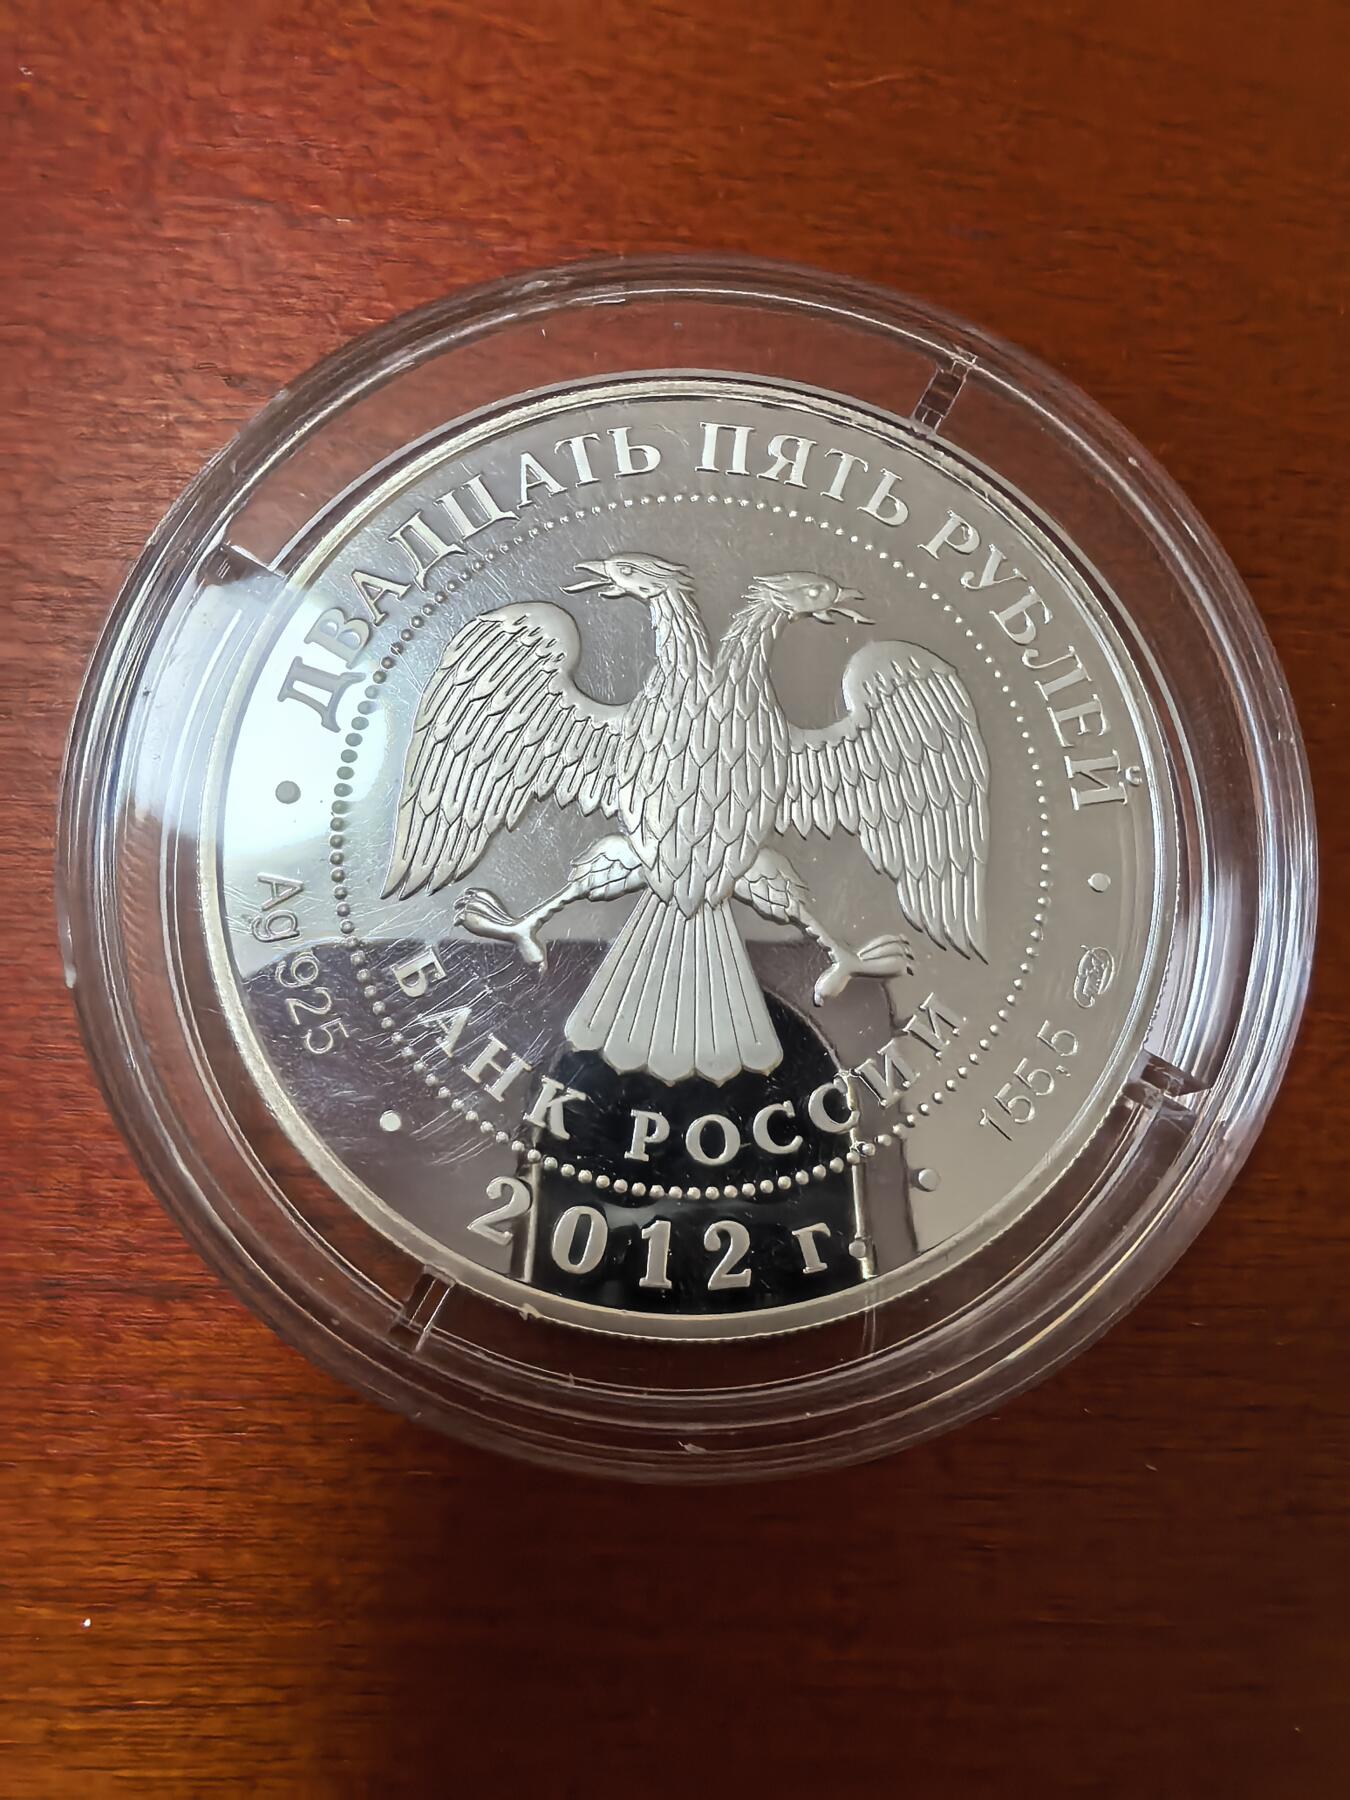 ДВАДЦАТЬ ПЯТЬ РУБЛЕЙ
Ag 925
БАНК РОССИИ
155,5
2012 г.